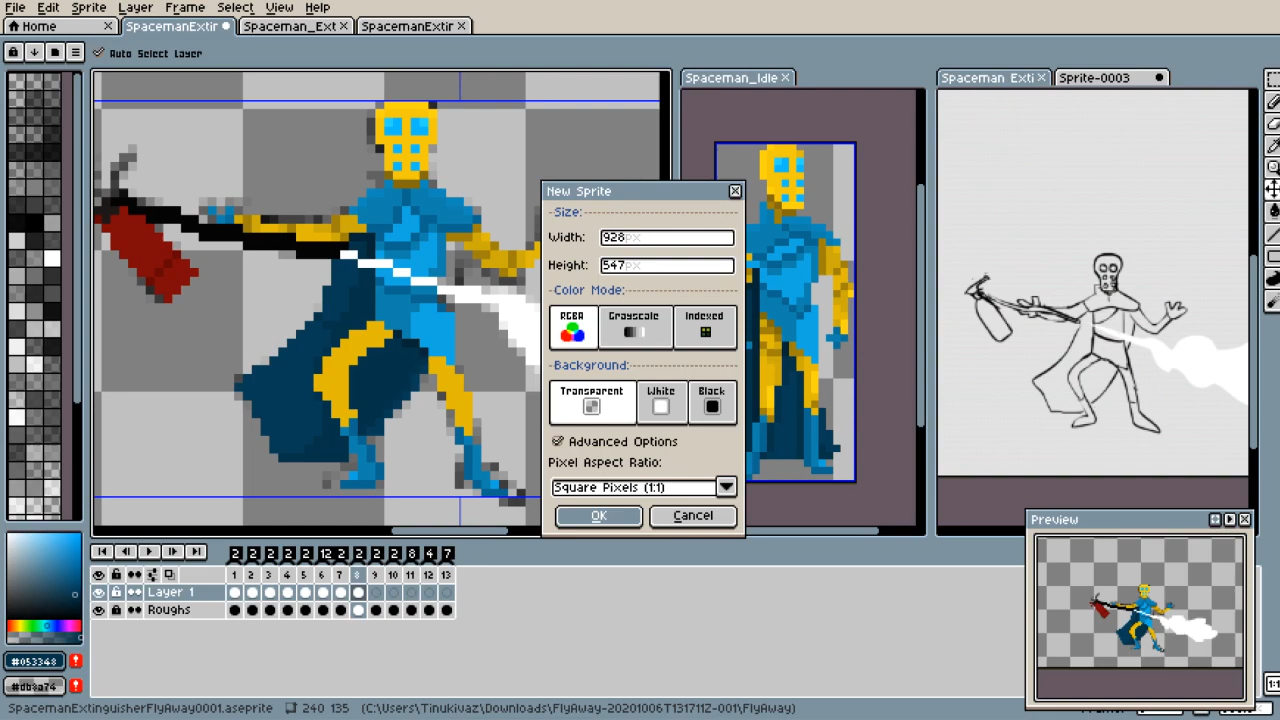 File Edit Sprite Layer Frame Select View Help
Home SpacemanExtir Spaceman_Ext SpacemanExtir
Auto Select Layer
Spaceman_Idle Spaceman Exti Sprite-0003
New Sprite
Size:
Width: 928px
Height: 547px
Color Mode:
RGBA Grayscale Indexed
Background:
Transparent White Black
Advanced Options
Pixel Aspect Ratio:
Square Pixels (1:1)
OK Cancel
Preview
2 2 2 2 2 12 2 2 2 2 8 4 7
1 2 3 4 5 6 7 8 9 10 11 12 13
Layer 1
Roughs
#053348
SpacemanExtinguisherFlyAway0001.aseprite 240 135 (C:\Users\Tinukivaz\Downloads\FlyAway-20201006T131711Z-001\FlyAway)